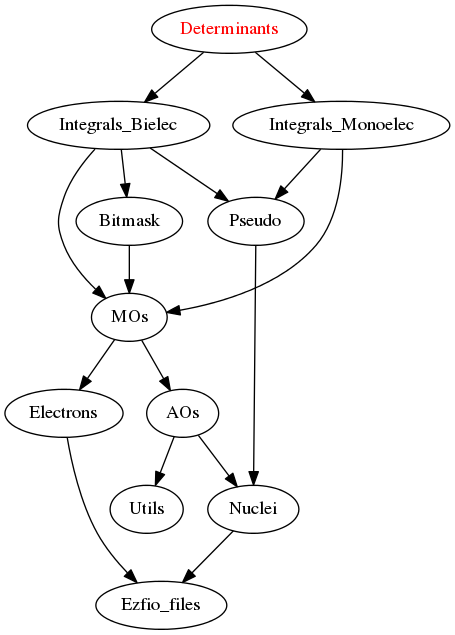 Determinants
Integrals_Bielec
Integrals_Monoelec
Bitmask
Pseudo
MOs
Electrons
AOs
Utils
Nuclei
Ezfio_files